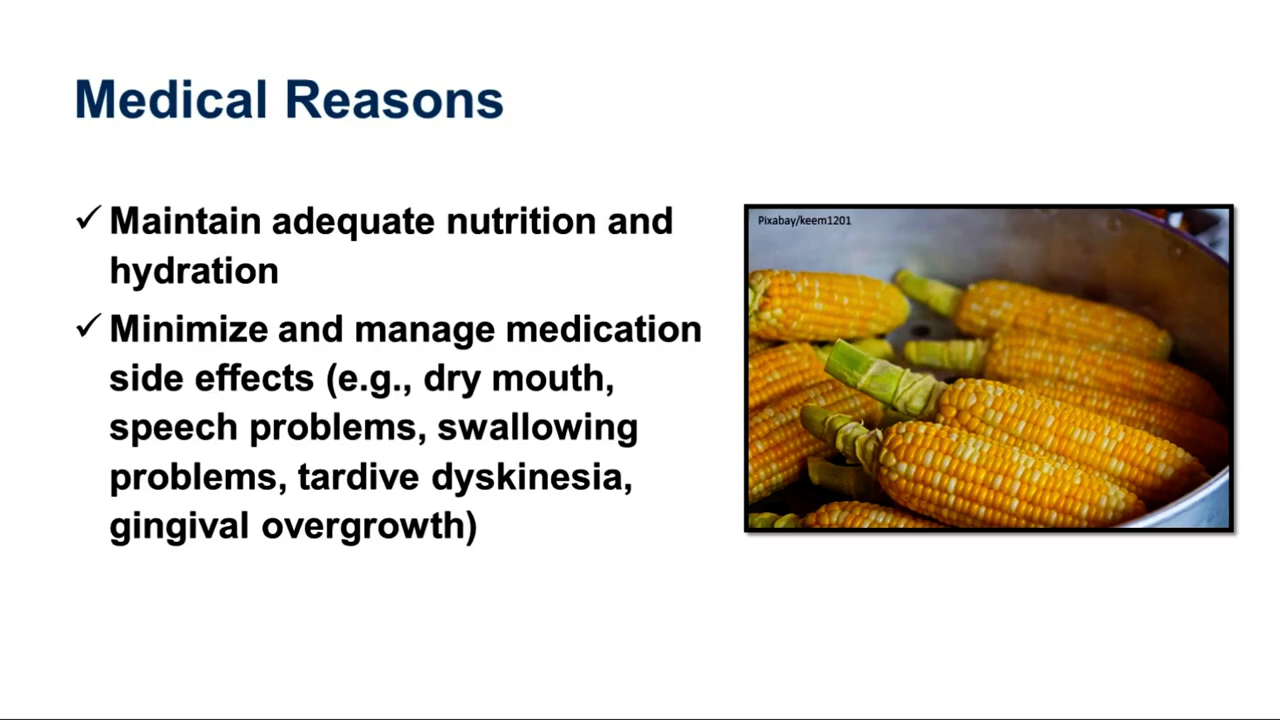 Medical Reasons
✓ Maintain adequate nutrition and
hydration
✓ Minimize and manage medication
side effects (e.g., dry mouth,
speech problems, swallowing
problems, tardive dyskinesia,
gingival overgrowth)
Pixabay/keem1201